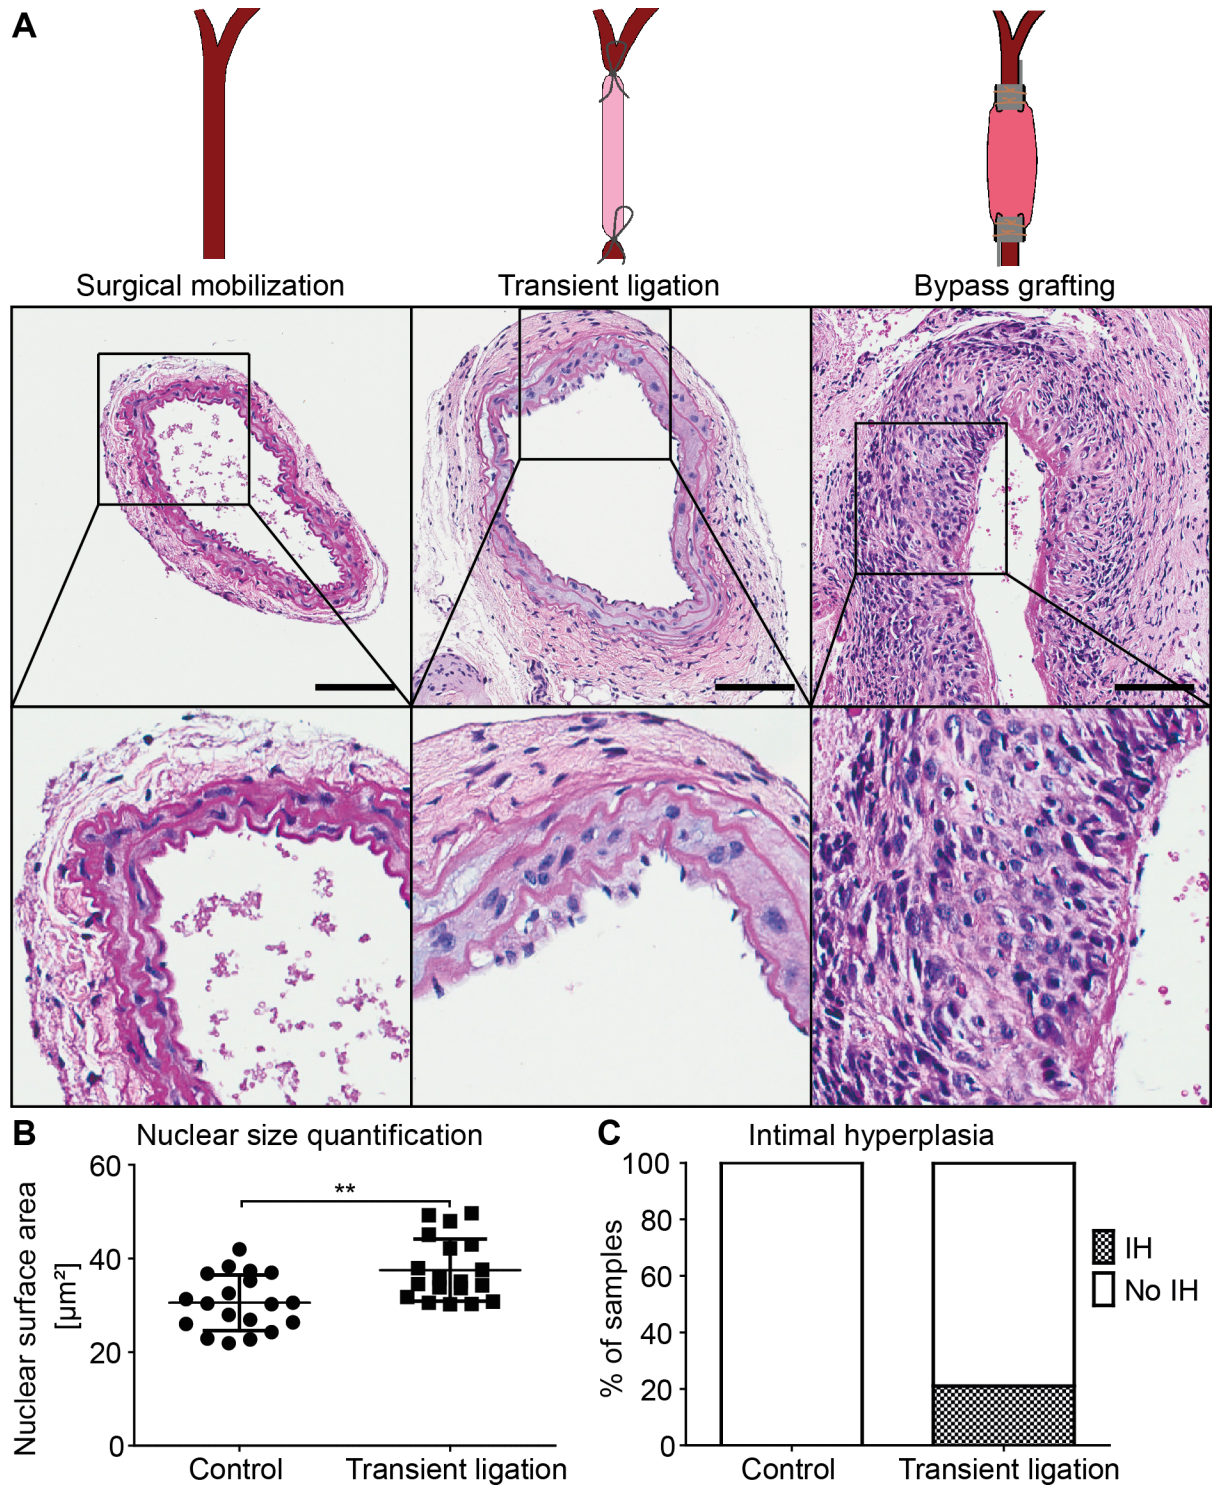 A
Surgical mobilization
Transient ligation
Bypass grafting
B
Nuclear size quantification
Nuclear surface area
[µm²]
60
40
20
0
**
Control
Transient ligation
C
Intimal hyperplasia
% of samples
100
80
60
40
20
0
Control
Transient ligation
IH
No IH